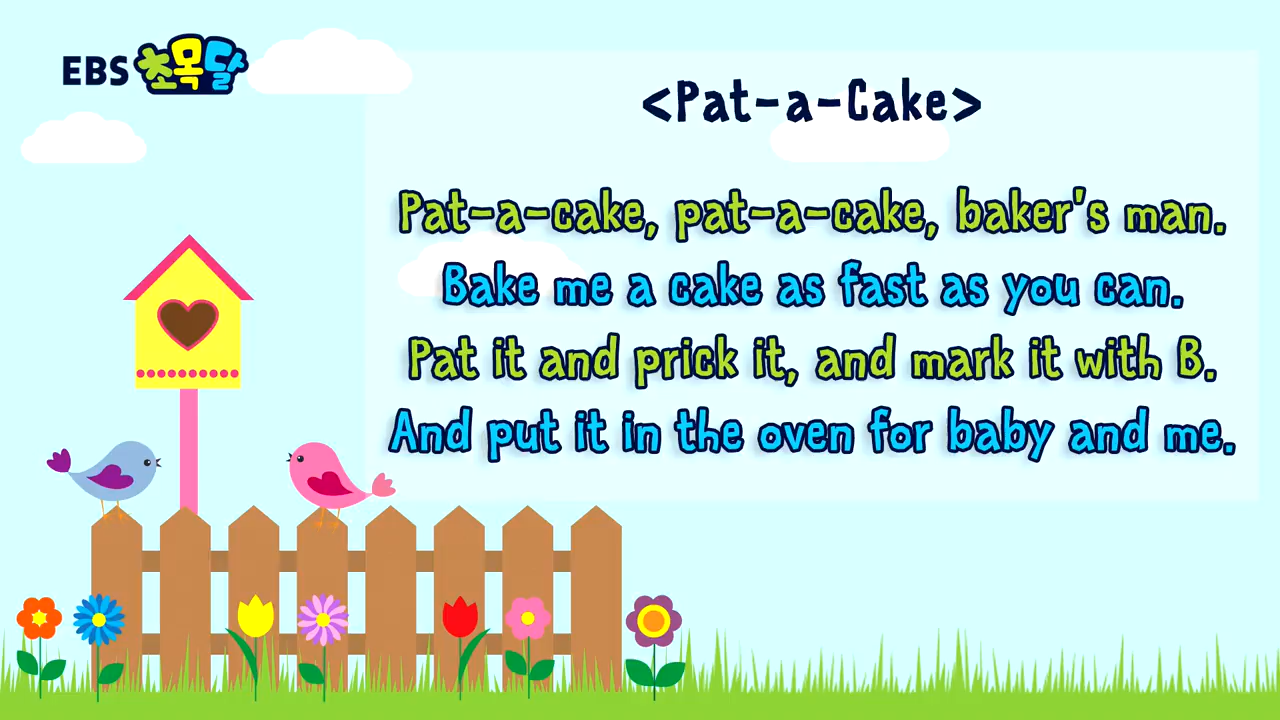 EBS 초목달
<Pat-a-Cake>
Pat-a-cake, pat-a-cake, baker's man.
Bake me a cake as fast as you can.
Pat it and prick it, and mark it with B.
And put it in the oven for baby and me.